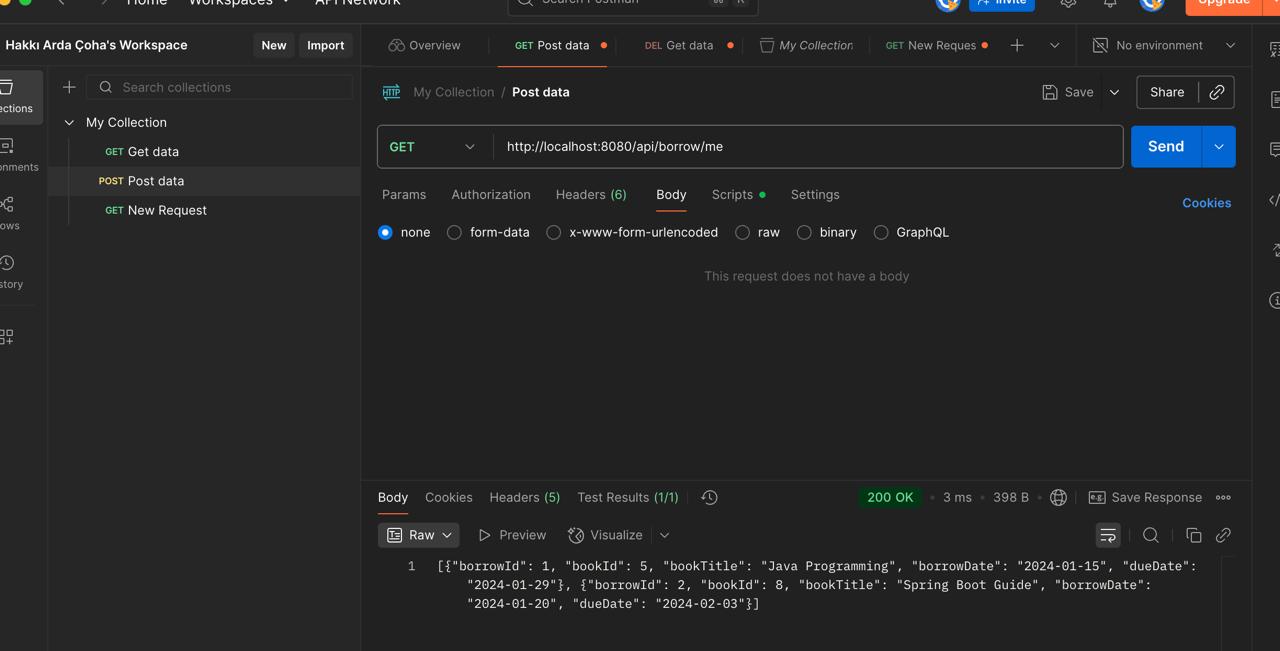 Home Workspaces API Network Search Postman ⌘ K Invite Upgrade
Hakkı Arda Çoha's Workspace New Import
Overview GET Post data DEL Get data My Collection GET New Reques No environment
Search collections
My Collection
GET Get data
POST Post data
GET New Request
ections
onments
ows
story
HTTP My Collection / Post data Save Share
GET http://localhost:8080/api/borrow/me Send
Params Authorization Headers (6) Body Scripts Settings Cookies
none form-data x-www-form-urlencoded raw binary GraphQL
This request does not have a body
Body Cookies Headers (5) Test Results (1/1) 200 OK • 3 ms • 398 B • e.g. Save Response
Raw Preview Visualize
1 [{"borrowId": 1, "bookId": 5, "bookTitle": "Java Programming", "borrowDate": "2024-01-15", "dueDate":
"2024-01-29"}, {"borrowId": 2, "bookId": 8, "bookTitle": "Spring Boot Guide", "borrowDate":
"2024-01-20", "dueDate": "2024-02-03"}]